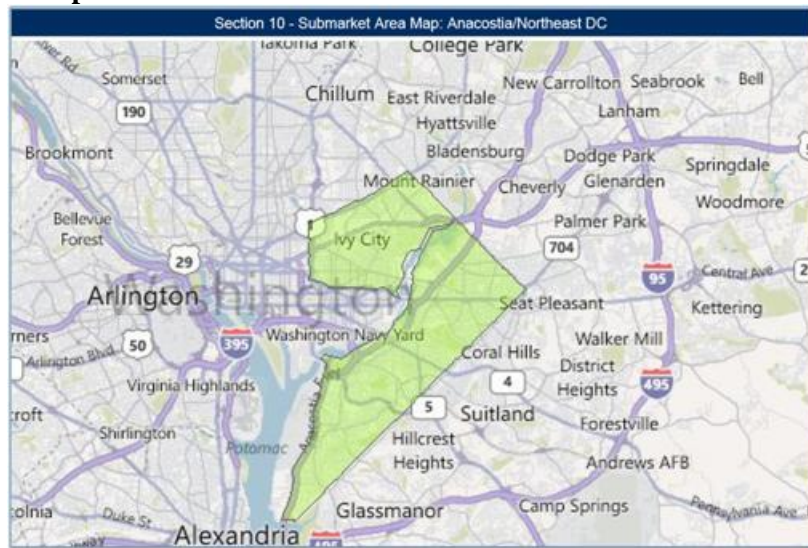 Section 10 - Submarket Area Map: Anacostia/Northeast DC
Takoma Park
College Park
Somerset
New Carrollton
Seabrook
Bell
190
Chillum
East Riverdale
Lanham
Hyattsville
Brookmont
Bladensburg
Dodge Park
Springdale
Mount Rainier
Cheverly
Glenarden
Woodmore
Bellevue
Forest
1
Palmer Park
Ivy City
704
29
Washington
95
Central Ave
Arlington
Seat Pleasant
Kettering
Washington Navy Yard
Walker Mill
50
395
Coral Hills
District
Heights
Arlington Blvd
Virginia Highlands
4
495
5
Suitland
Forestville
Shirlington
Potomac
Hillcrest
Heights
Andrews AFB
Glassmanor
Camp Springs
Pennsylvania Ave
Duke St
Alexandria